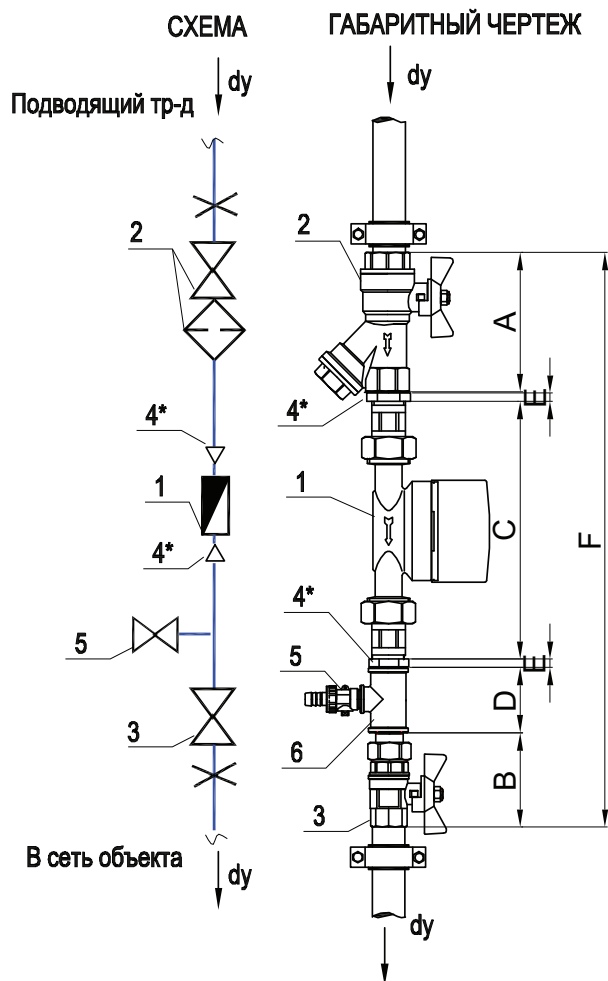 СХЕМА
dy
Подводящий тр-д
2
4*
1
4*
5
3
В сеть объекта
dy
ГАБАРИТНЫЙ ЧЕРТЕЖ
dy
2
A
4*
E
1
C
F
4*
E
5
D
6
B
3
dy